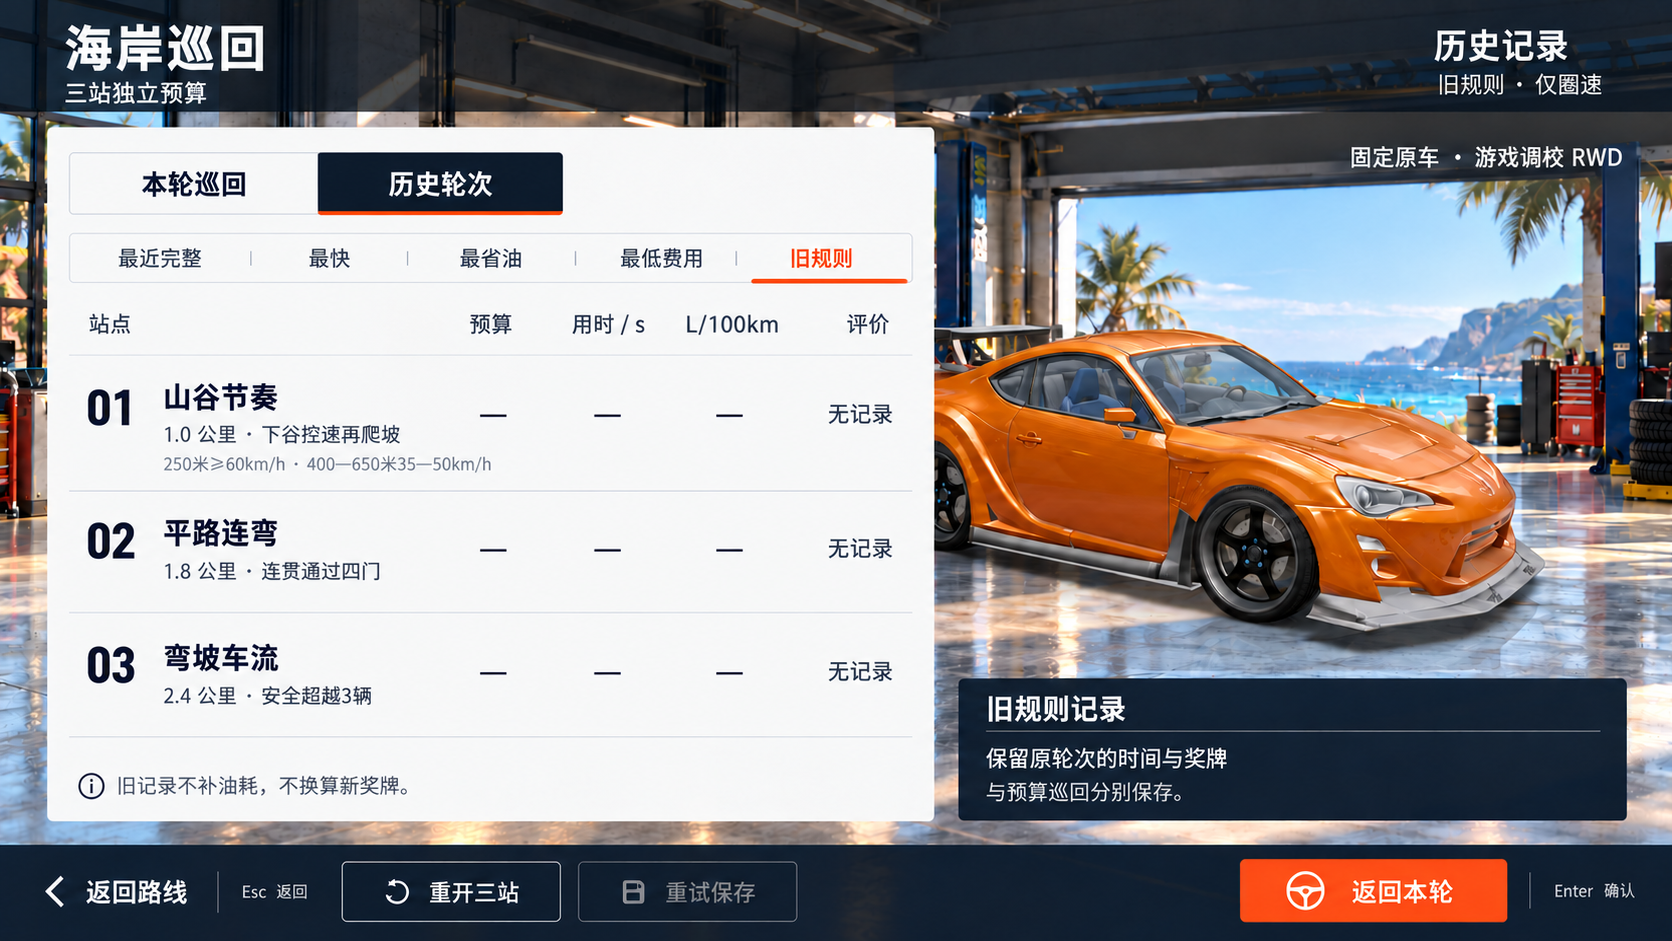 海岸巡回
三站独立预算
历史记录
旧规则 · 仅圈速
固定原车 · 游戏调校 RWD
本轮巡回 历史轮次
最近完整 最快 最省油 最低费用 旧规则
站点 预算 用时 / s L/100km 评价
01 山谷节奏 — — — 无记录
1.0 公里 · 下谷控速再爬坡
250米≥60km/h · 400—650米35—50km/h
02 平路连弯 — — — 无记录
1.8 公里 · 连贯通过四门
03 弯坡车流 — — — 无记录
2.4 公里 · 安全超越3辆
旧记录不补油耗，不换算新奖牌。
旧规则记录
保留原轮次的时间与奖牌
与预算巡回分别保存。
返回路线 Esc 返回 重开三站 重试保存 返回本轮 Enter 确认